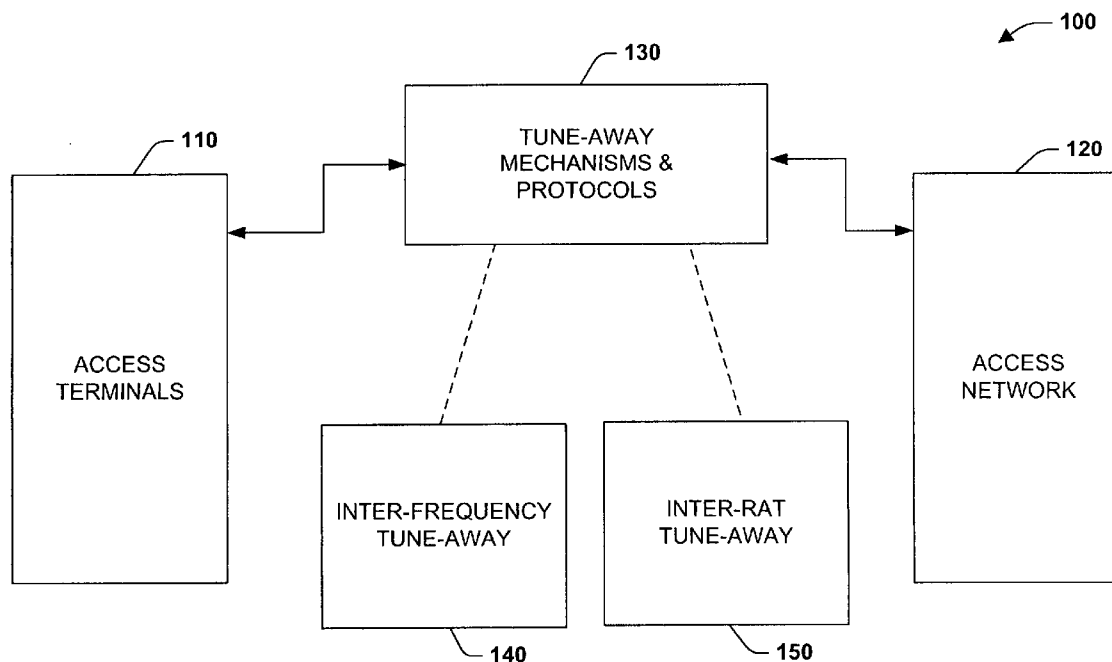 100
130
TUNE-AWAY
MECHANISMS &
PROTOCOLS
110
120
ACCESS
TERMINALS
ACCESS
NETWORK
INTER-FREQUENCY
TUNE-AWAY
INTER-RAT
TUNE-AWAY
140
150